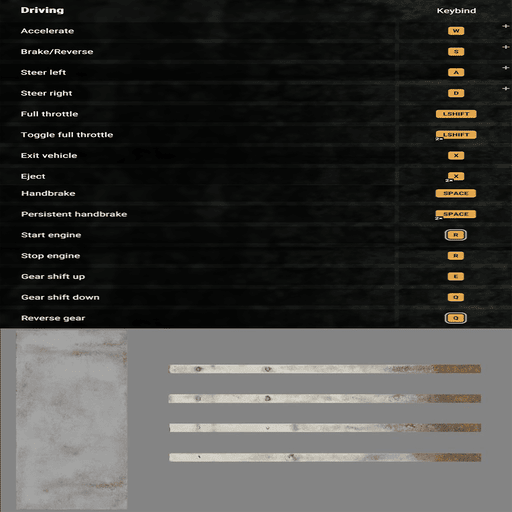 Driving Keybind
Accelerate W
Brake/Reverse S
Steer left A
Steer right D
Full throttle LSHIFT
Toggle full throttle LSHIFT
Exit vehicle X
Eject X
Handbrake SPACE
Persistent handbrake SPACE
Start engine R
Stop engine R
Gear shift up E
Gear shift down Q
Reverse gear Q